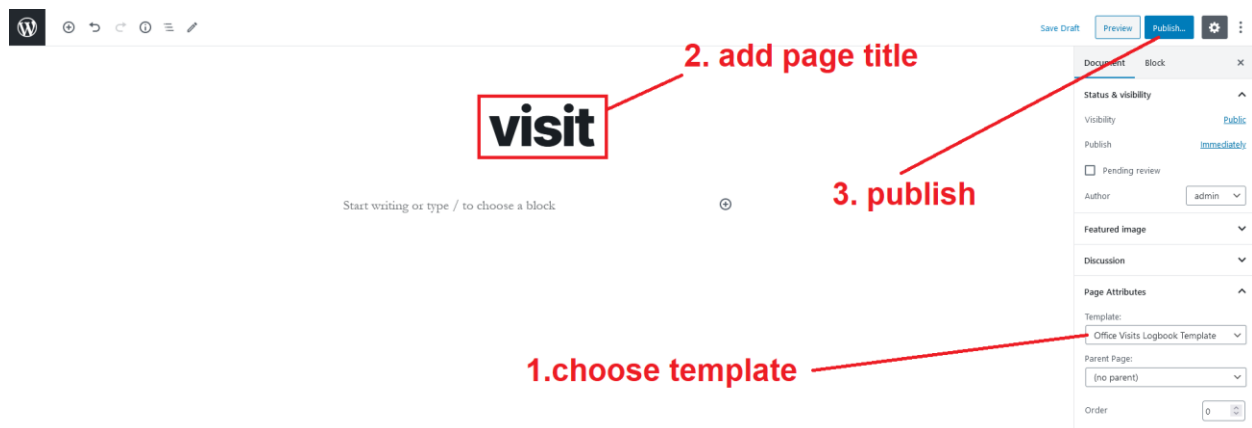 Save Draft Preview Publish...
2. add page title
Document Block
visit
Status & visibility
Visibility Public
Publish Immediately
Pending review
3. publish
Author admin
Start writing or type / to choose a block
Featured image
Discussion
Page Attributes
Template:
Office Visits Logbook Template
Parent Page:
1.choose template
(no parent)
Order 0